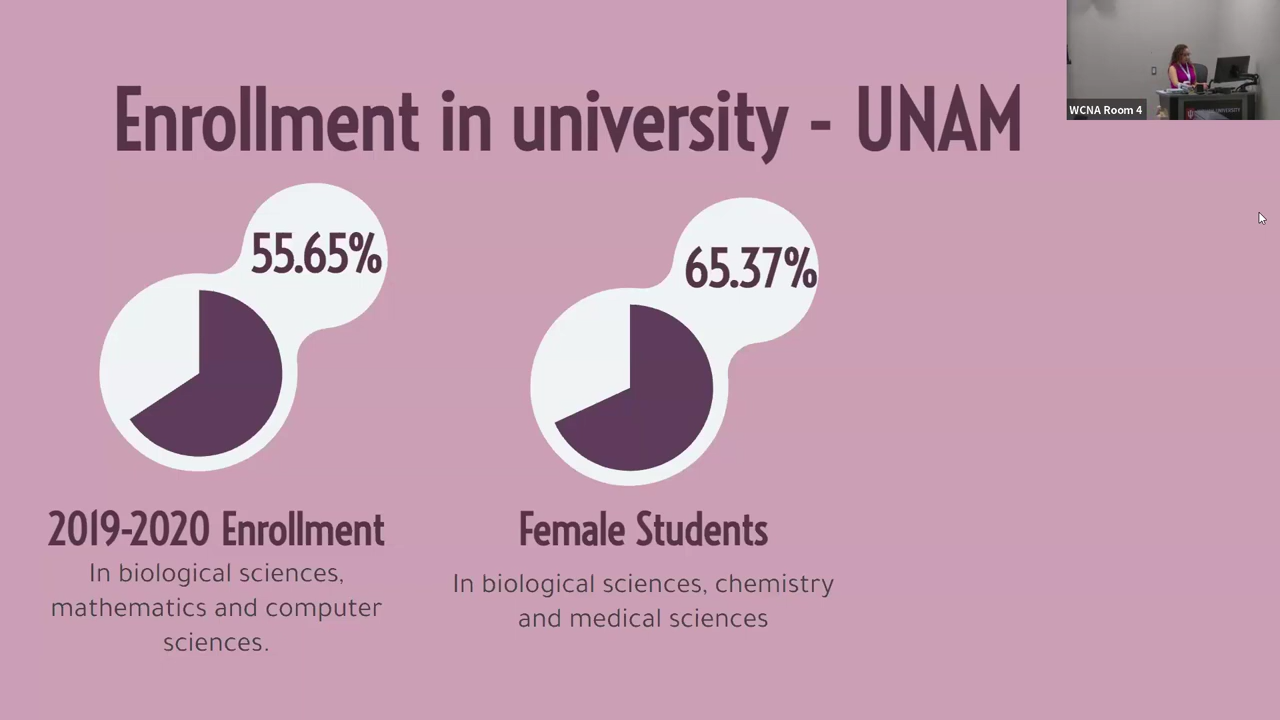 Enrollment in university - UNAM
WCNA Room 4
55.65%
65.37%
2019-2020 Enrollment
In biological sciences,
mathematics and computer
sciences.
Female Students
In biological sciences, chemistry
and medical sciences